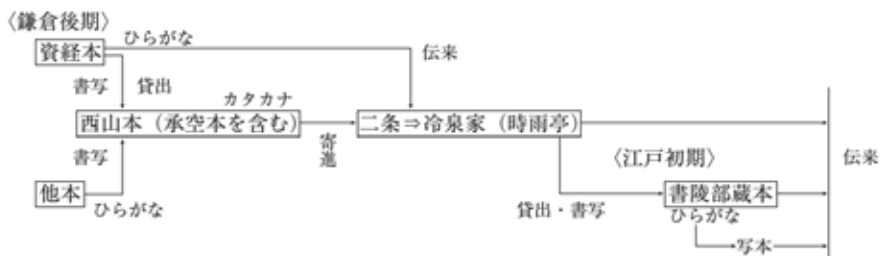 〈鎌倉後期〉
資経本
ひらがな
伝来
書写 貸出
カタカナ
西山本(承空本を含む)
寄進
二条⇒冷泉家(時雨亭)
書写
〈江戸初期〉
伝来
他本
ひらがな
貸出・書写
書陵部蔵本
ひらがな
写本